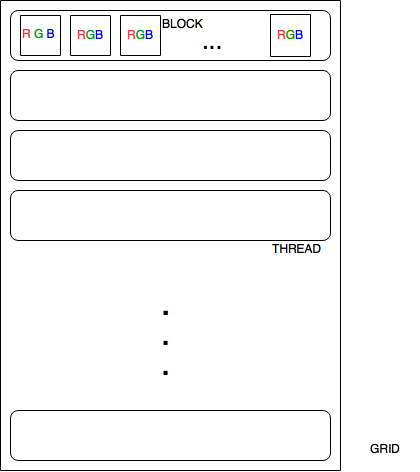 R G B RGB RGB BLOCK ... RGB
THREAD
.
.
.
GRID